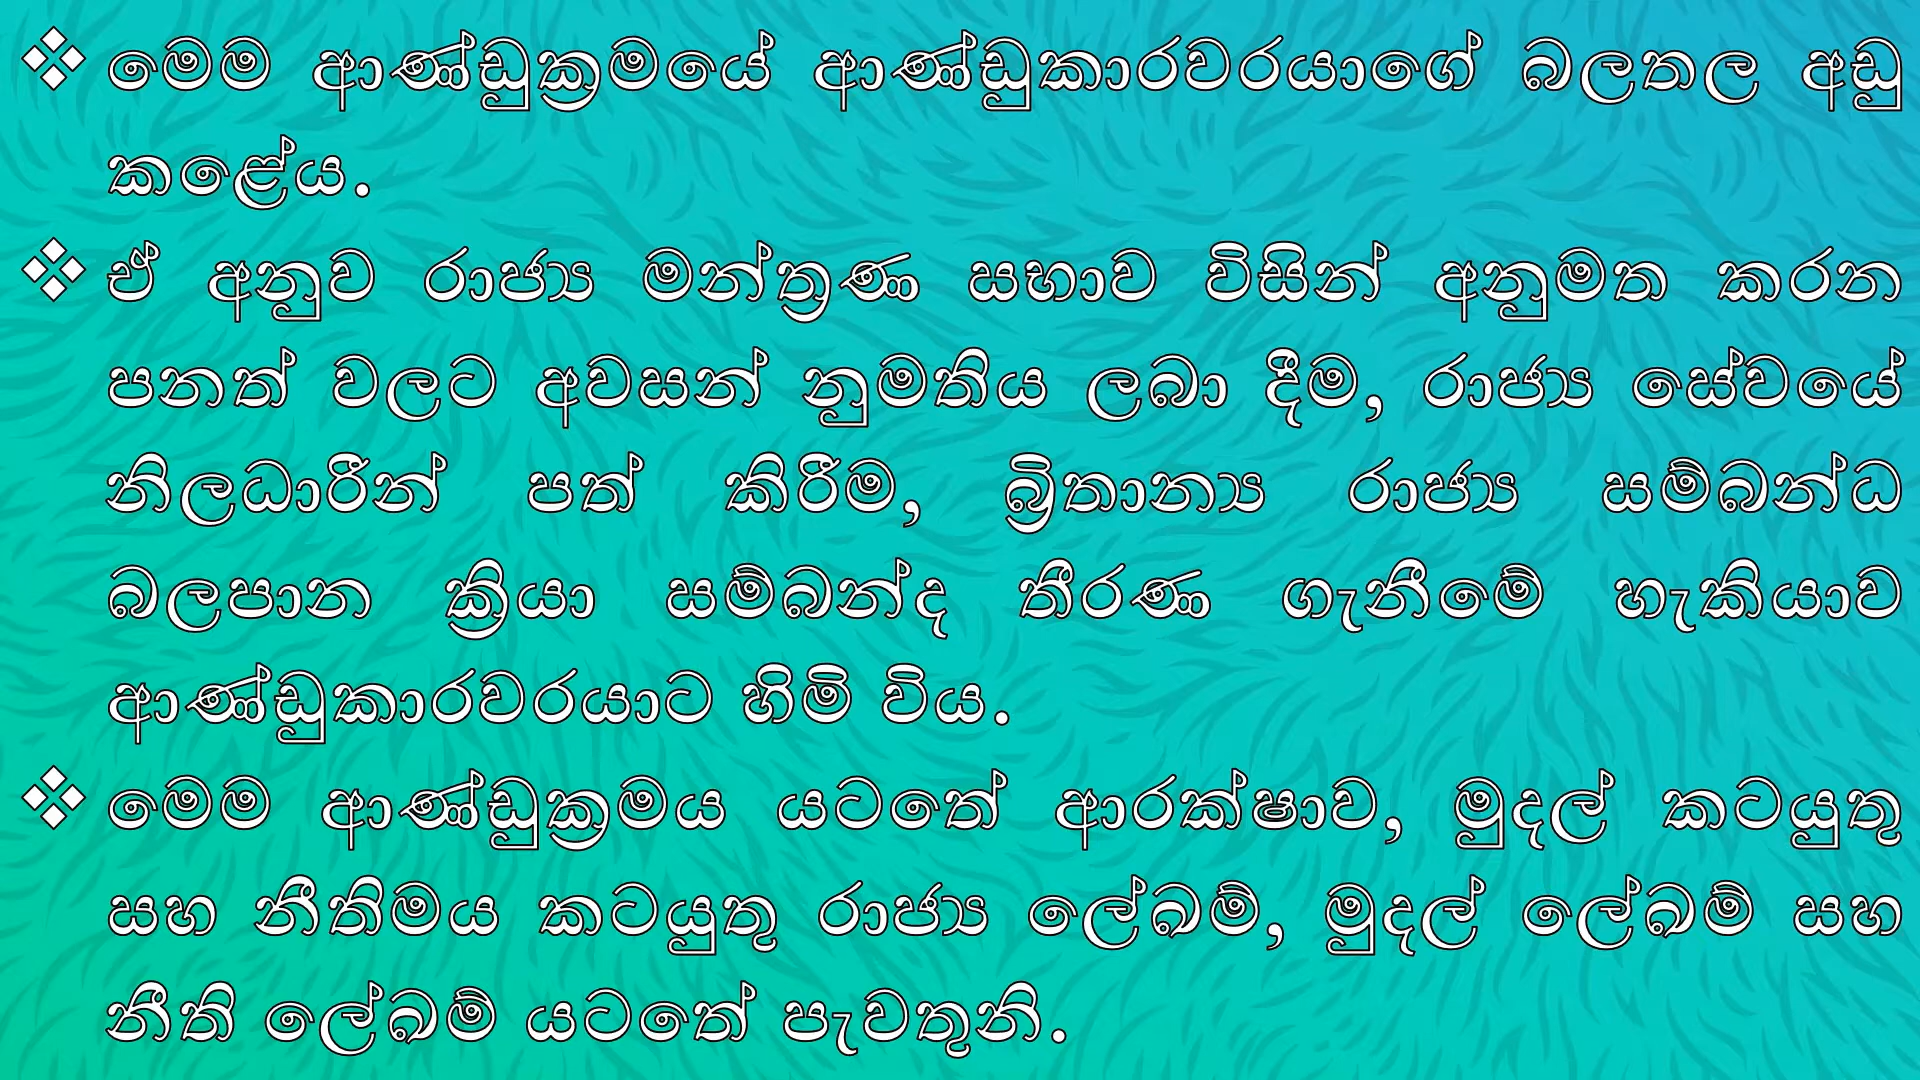 ❖ මෙම ආණ්ඩුක්‍රමයේ ආණ්ඩුකාරවරයාගේ බලතල අඩු
කළේය.
❖ ඒ අනුව රාජ්‍ය මන්ත්‍රණ සභාව විසින් අනුමත කරන
පනත් වලට අවසන් නුමතිය ලබා දීම, රාජ්‍ය සේවයේ
නිලධාරීන් පත් කිරීම, බ්‍රිතාන්‍ය රාජ්‍ය සම්බන්ධ
බලපාන ක්‍රියා සම්බන්ද තීරණ ගැනීමේ හැකියාව
ආණ්ඩුකාරවරයාට හිමි විය.
❖ මෙම ආණ්ඩුක්‍රමය යටතේ ආරක්ෂාව, මුදල් කටයුතු
සහ නීතිමය කටයුතු රාජ්‍ය ලේඛම්, මුදල් ලේඛම් සහ
නීති ලේඛම් යටතේ පැවතුනි.